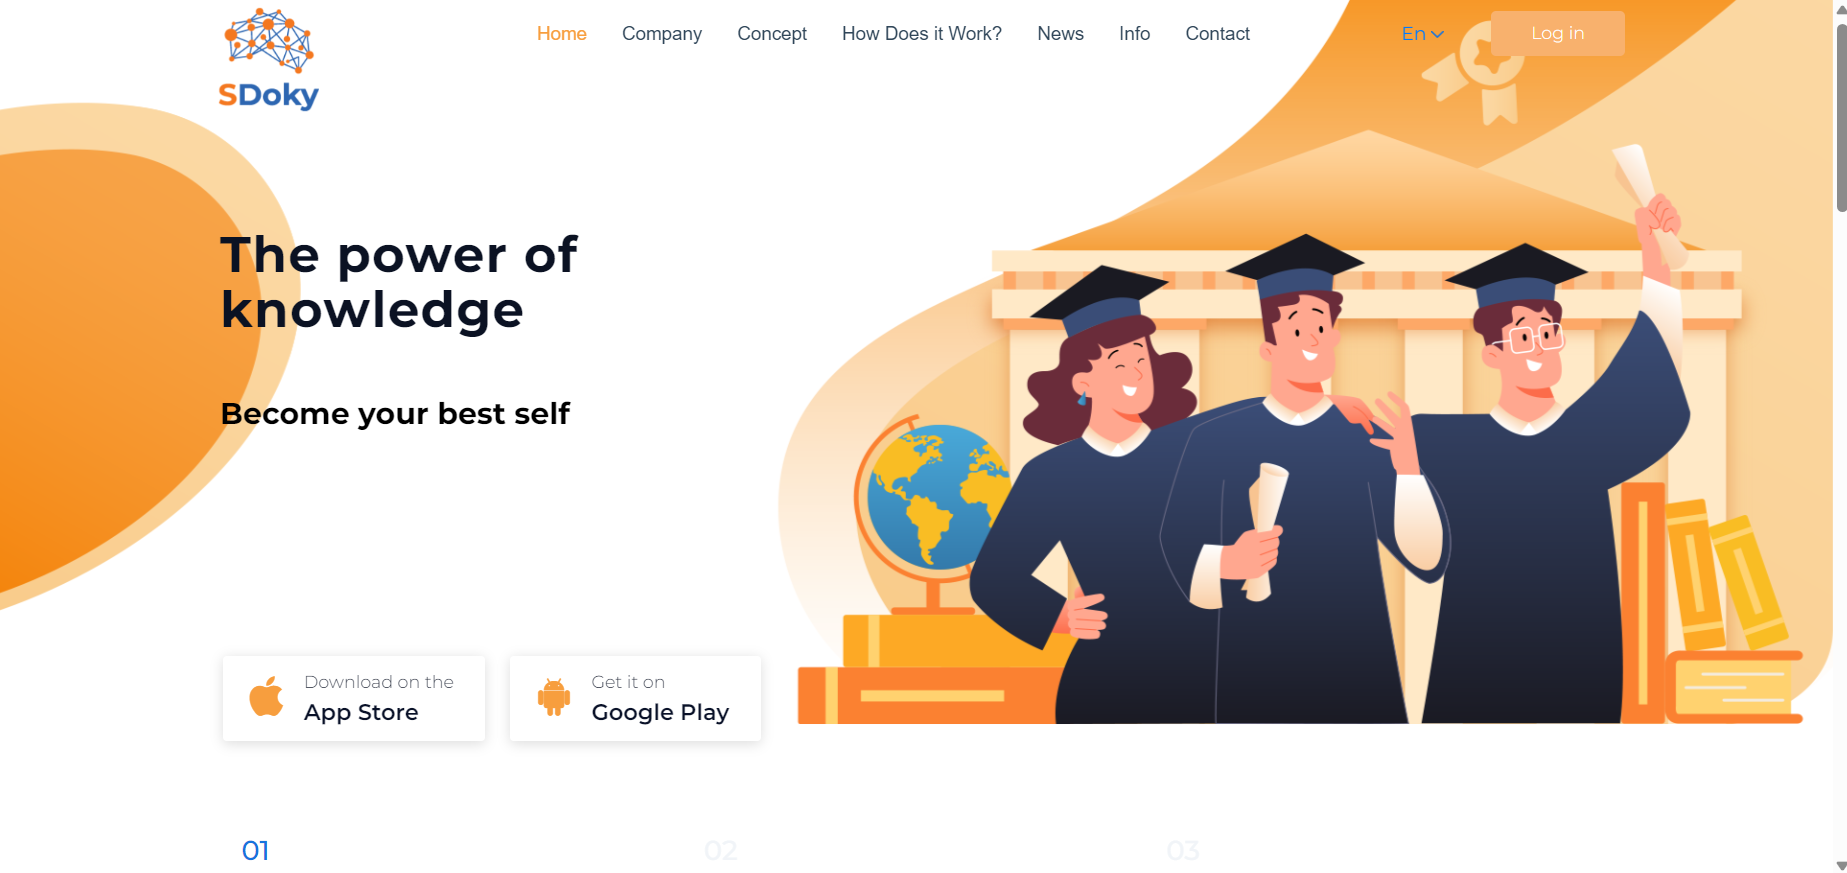 SDoky
Home
Company
Concept
How Does it Work?
News
Info
Contact
En
Log in
The power of
knowledge
Become your best self
Download on the
App Store
Get it on
Google Play
01
02
03